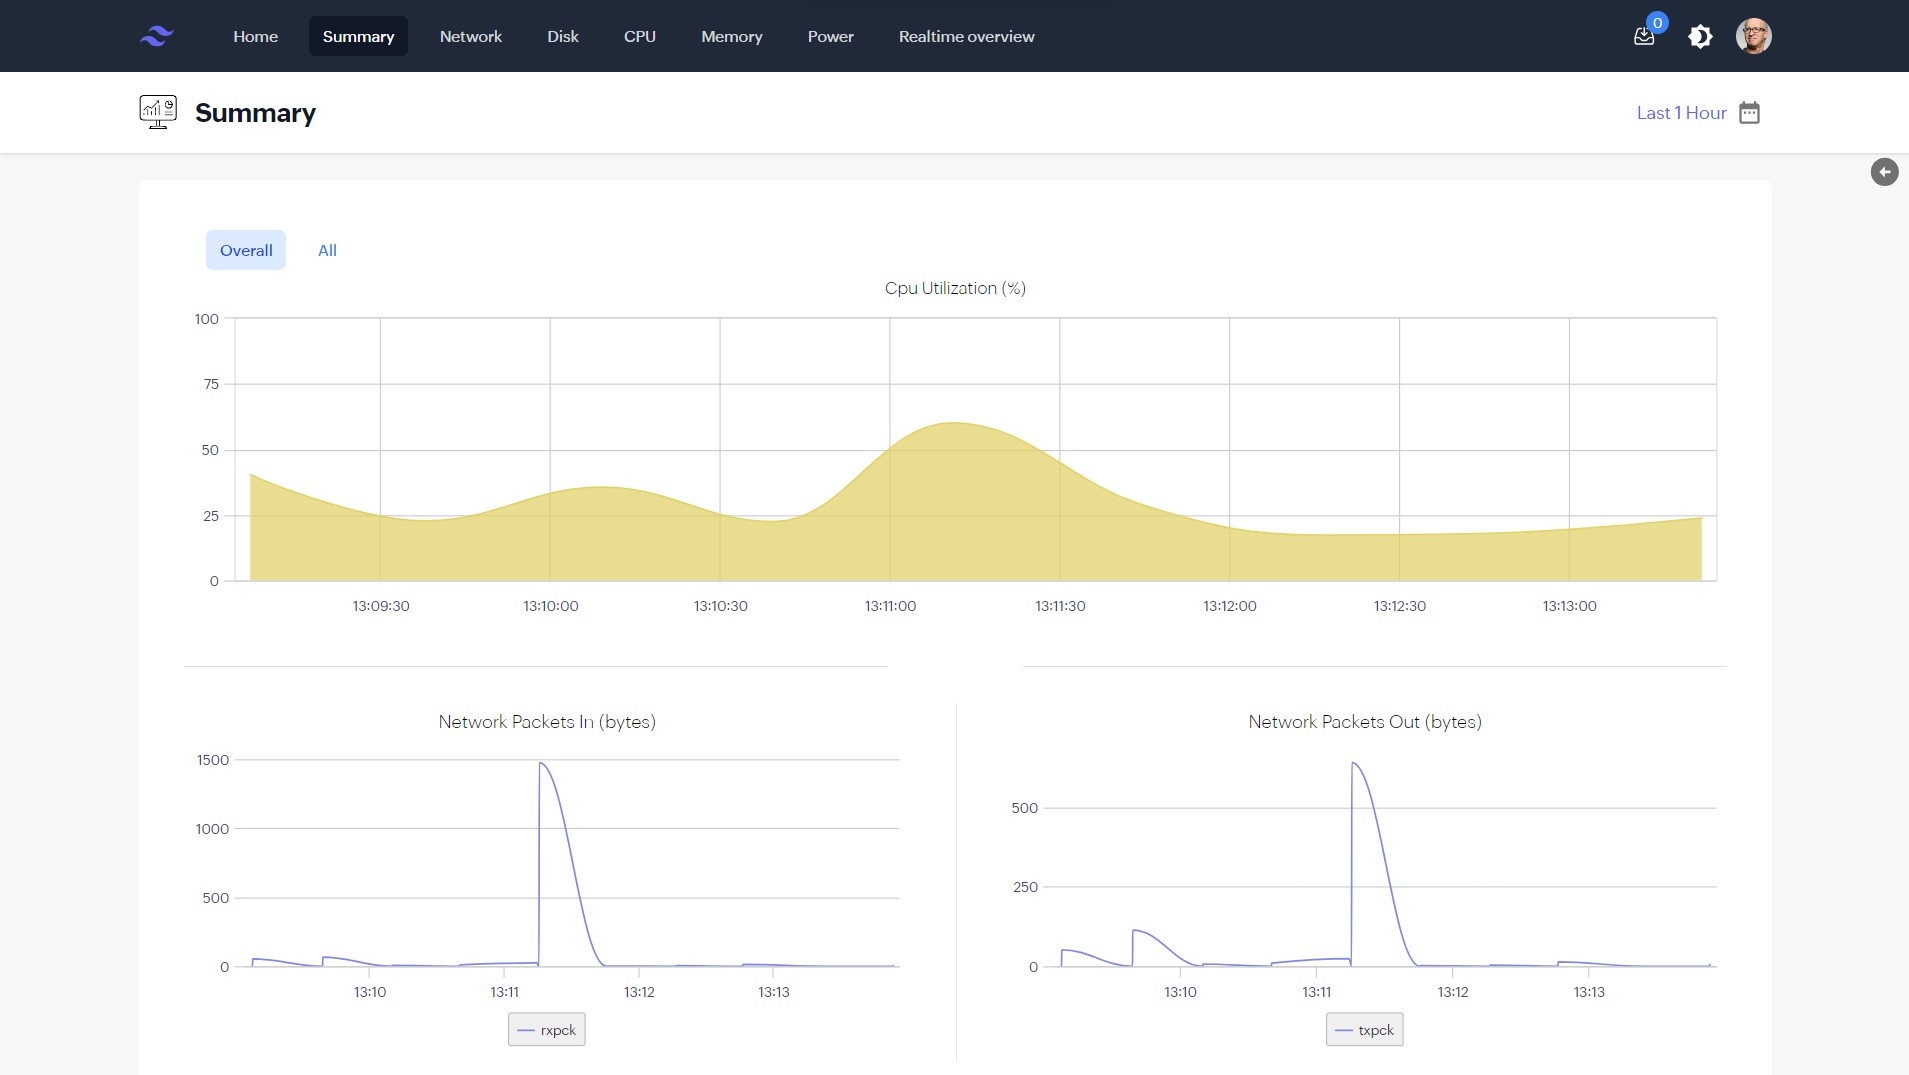 Home Summary Network Disk CPU Memory Power Realtime overview 0
Summary
Last 1 Hour
Overall All
Cpu Utilization (%)
100
75
50
25
0
13:09:30 13:10:00 13:10:30 13:11:00 13:11:30 13:12:00 13:12:30 13:13:00
Network Packets In (bytes)
1500
1000
500
0
13:10 13:11 13:12 13:13
rxpck
Network Packets Out (bytes)
500
250
0
13:10 13:11 13:12 13:13
txpck